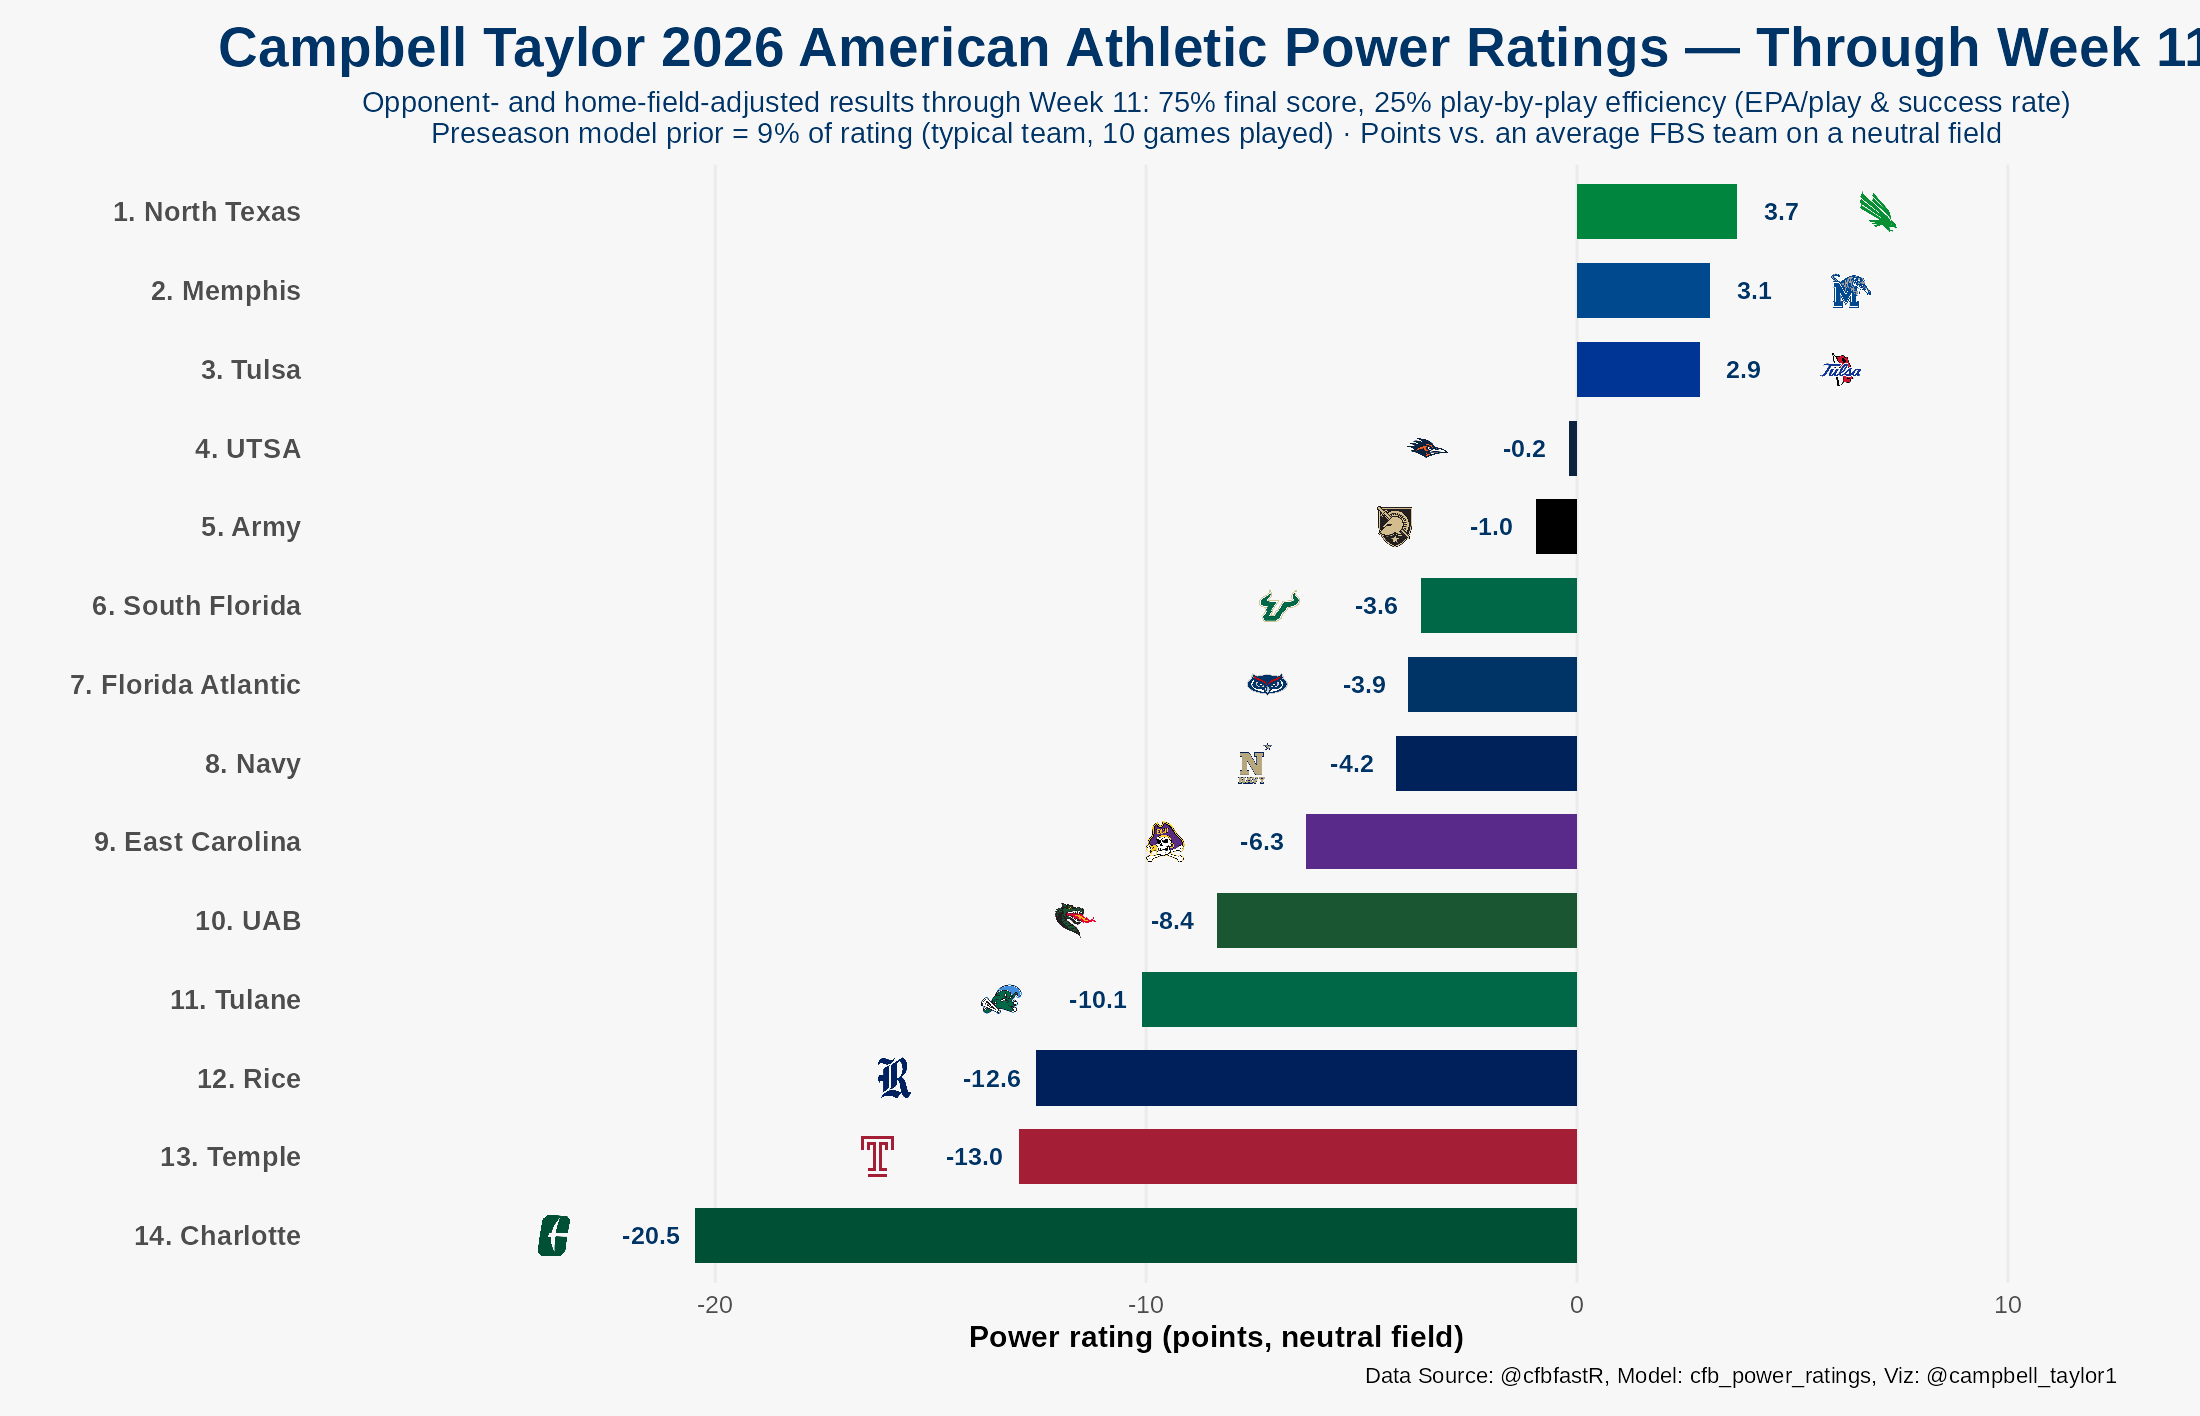 Campbell Taylor 2026 American Athletic Power Ratings — Through Week 11
Opponent- and home-field-adjusted results through Week 11: 75% final score, 25% play-by-play efficiency (EPA/play & success rate)
Preseason model prior = 9% of rating (typical team, 10 games played) · Points vs. an average FBS team on a neutral field
1. North Texas 3.7
2. Memphis 3.1 M
3. Tulsa 2.9 Tulsa
4. UTSA -0.2
5. Army -1.0
6. South Florida -3.6
7. Florida Atlantic -3.9
8. Navy N NAVY -4.2
9. East Carolina ECU -6.3
10. UAB -8.4
11. Tulane -10.1
12. Rice R -12.6
13. Temple T -13.0
14. Charlotte C -20.5
-20 -10 0 10
Power rating (points, neutral field)
Data Source: @cfbfastR, Model: cfb_power_ratings, Viz: @campbell_taylor1